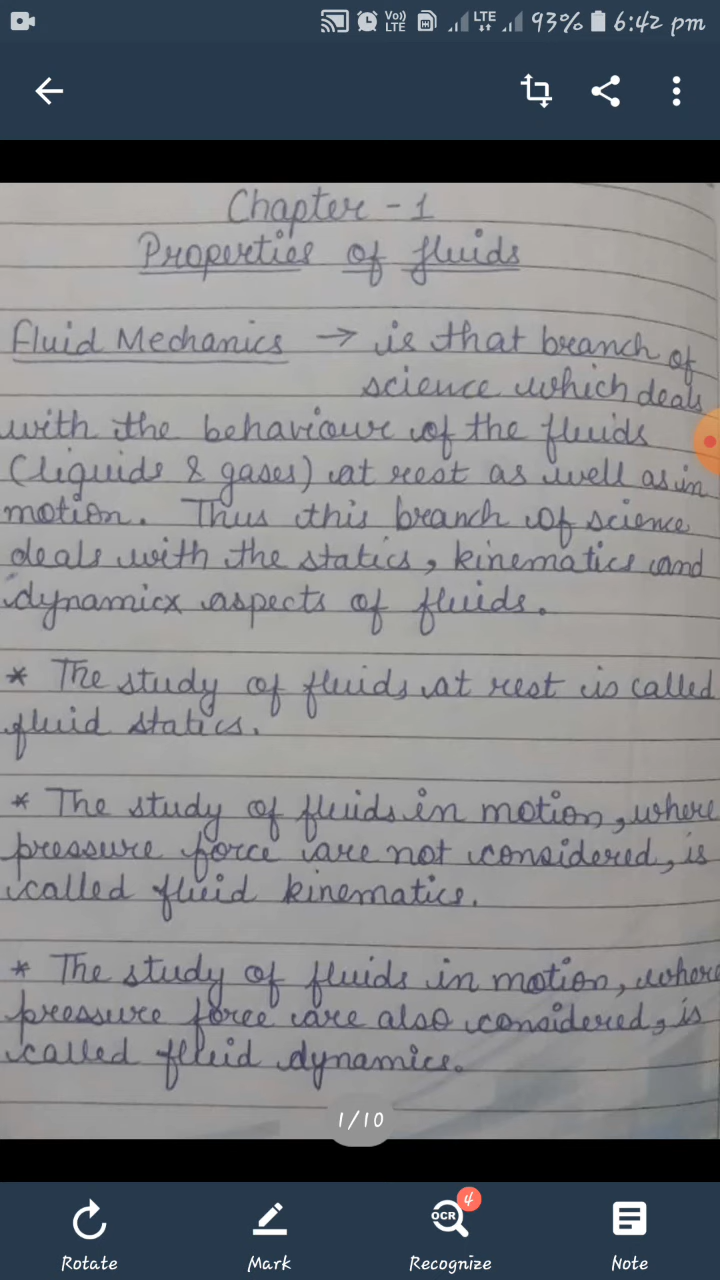 Vo))
LTE
LTE
93%
6:42 pm
Chapter - 1
Properties of fluids
Fluid Mechanics → is that branch of
science which deals
with the behaviour of the fluids
(liquids & gases) at rest as well as in
motion. Thus this branch of science
deals with the statics, kinematics and
dynamicx aspects of fluids.
* The study of fluids at rest is called
fluid statics.
* The study of fluids in motion, where
pressure force are not considered, is
called fluid kinematics.
* The study of fluids in motion, where
pressure force are also considered, is
called fluid dynamics.
1/10
OCR
4
Rotate
Mark
Recognize
Note